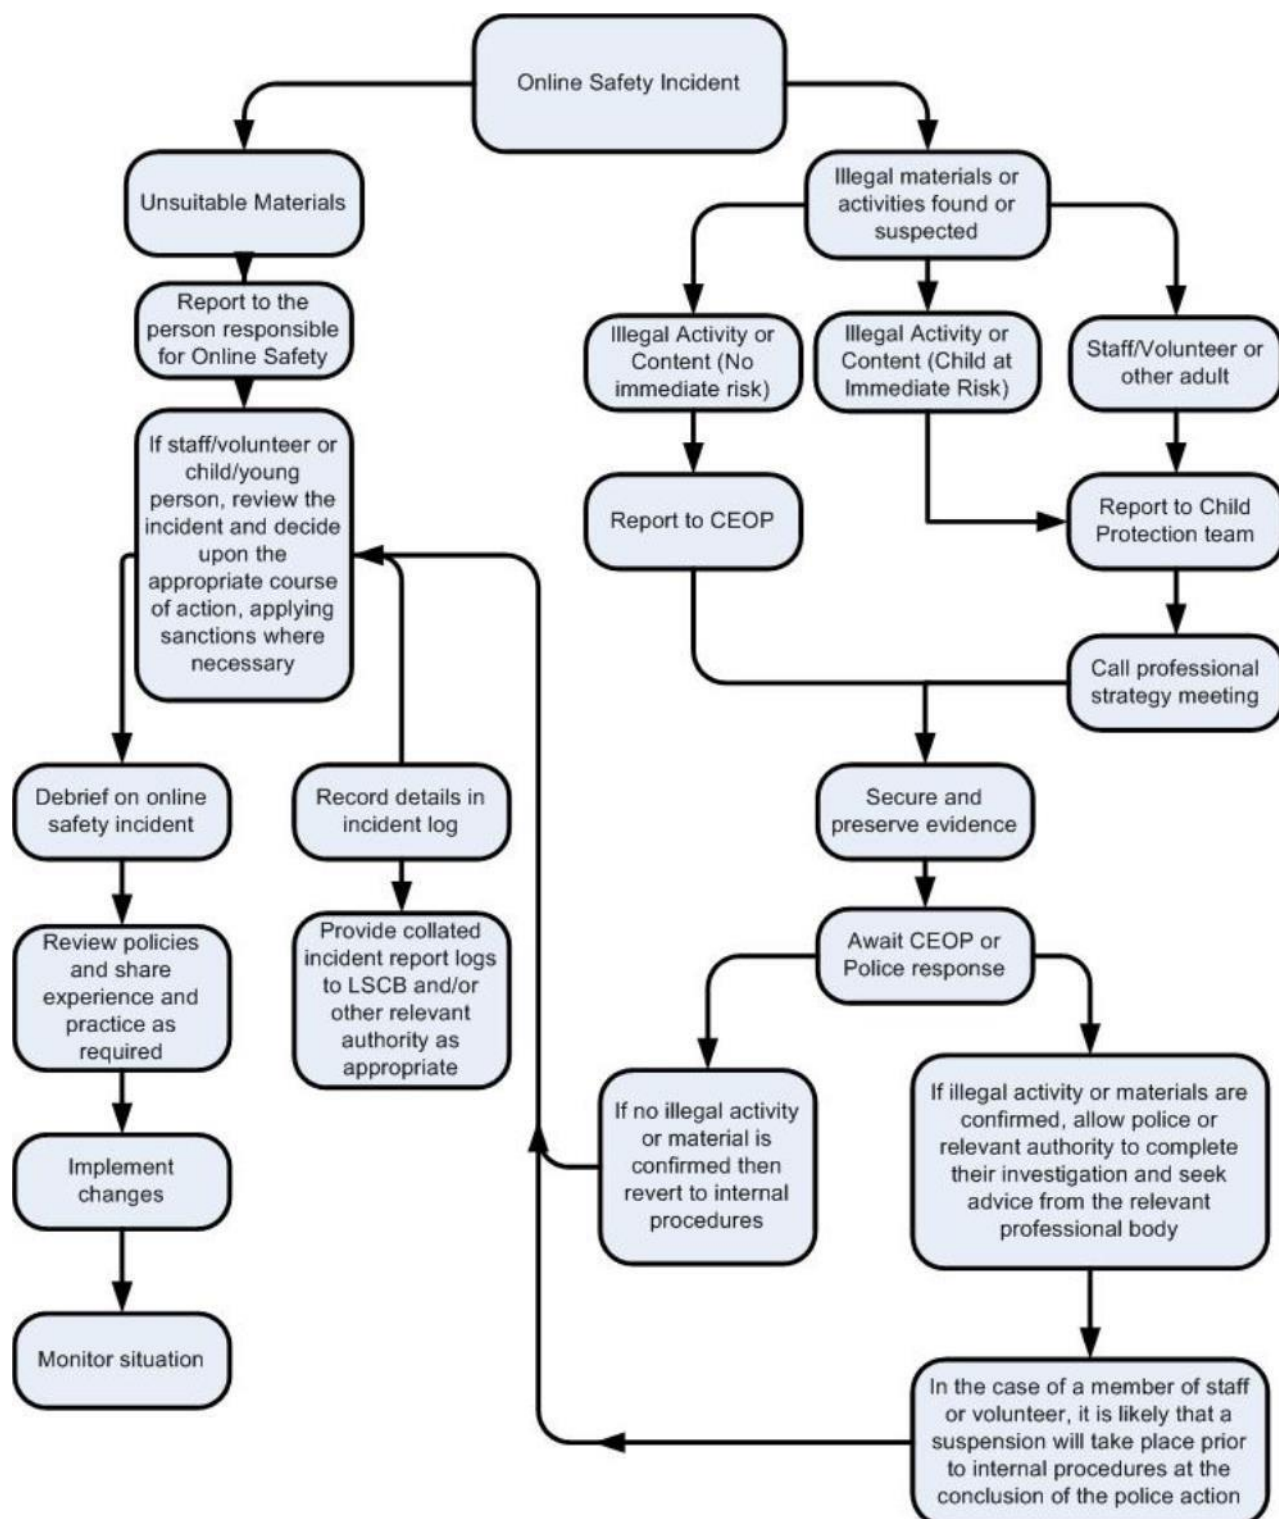 Online Safety Incident
Unsuitable Materials
Illegal materials or
activities found or
suspected
Report to the
person responsible
for Online Safety
Illegal Activity or
Content (No
immediate risk)
Illegal Activity or
Content (Child at
Immediate Risk)
Staff/Volunteer or
other adult
If staff/volunteer or
child/young
person, review the
incident and decide
upon the
appropriate course
of action, applying
sanctions where
necessary
Report to CEOP
Report to Child
Protection team
Call professional
strategy meeting
Debrief on online
safety incident
Record details in
incident log
Secure and
preserve evidence
Review policies
and share
experience and
practice as
required
Provide collated
incident report logs
to LSCB and/or
other relevant
authority as
appropriate
Await CEOP or
Police response
If no illegal activity
or material is
confirmed then
revert to internal
procedures
If illegal activity or materials are
confirmed, allow police or
relevant authority to complete
their investigation and seek
advice from the relevant
professional body
Implement
changes
Monitor situation
In the case of a member of staff
or volunteer, it is likely that a
suspension will take place prior
to internal procedures at the
conclusion of the police action